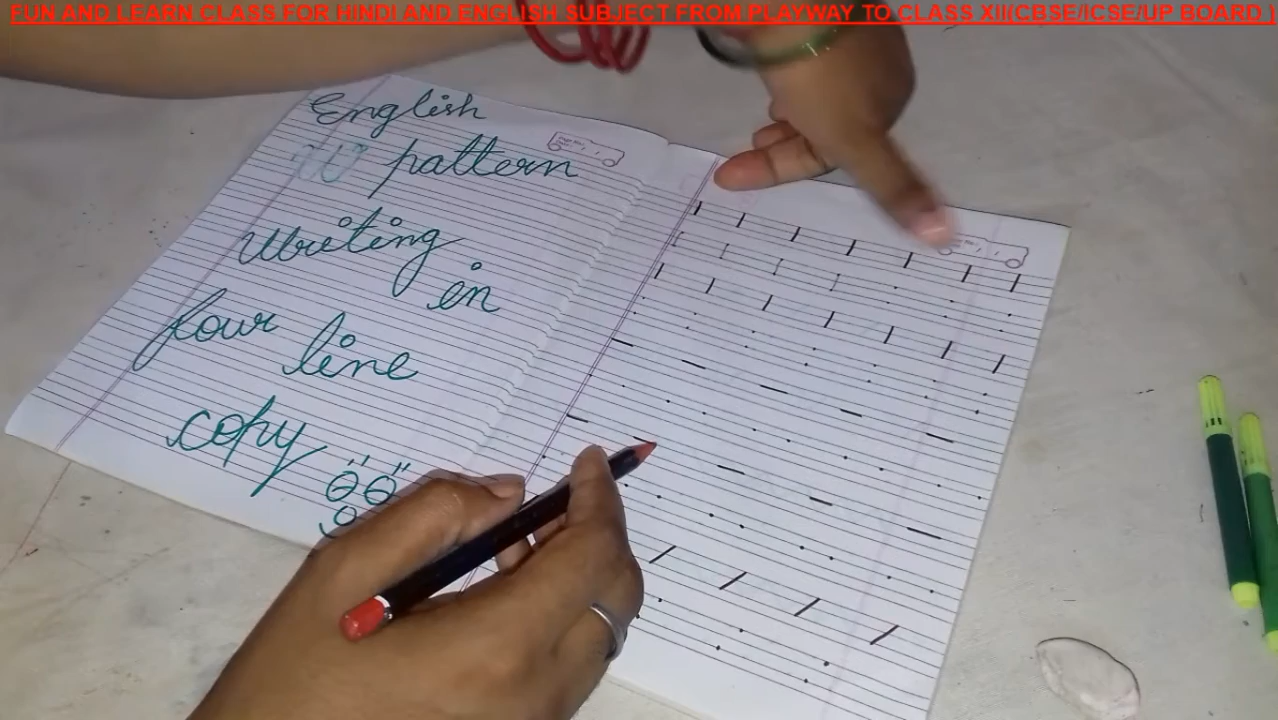 FUN AND LEARN CLASS FOR HINDI AND ENGLISH SUBJECT FROM PLAYWAY TO CLASS XII(CBSE/ICSE/UP BOARD )
English
pattern
Writing
in
four
line
copy